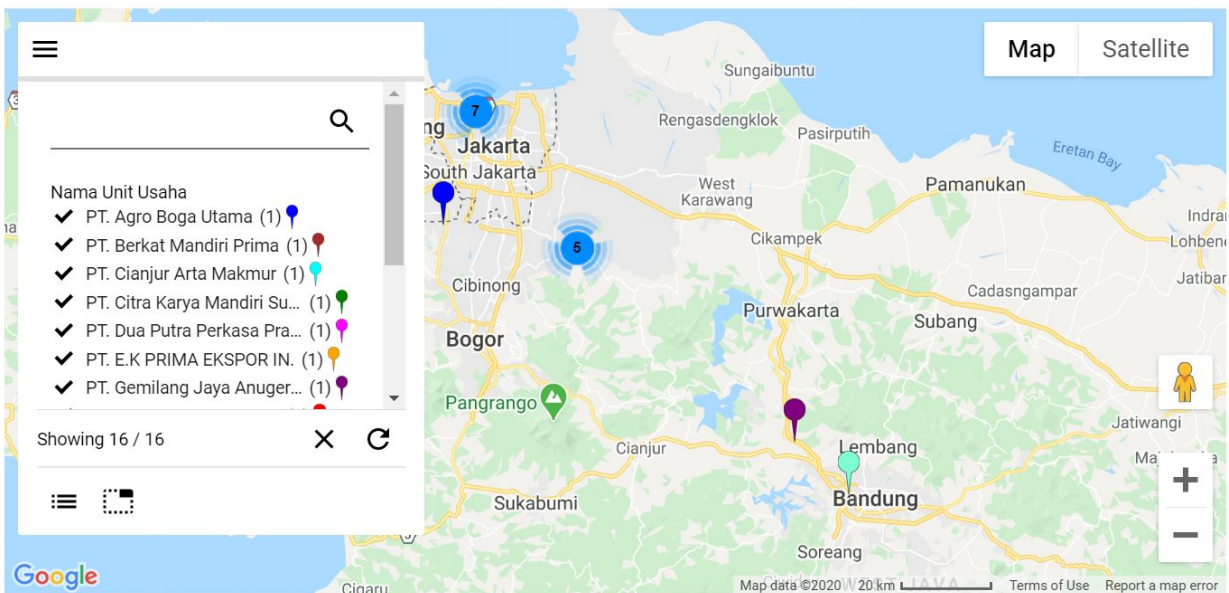 Map
Satellite
Nama Unit Usaha
PT. Agro Boga Utama (1)
PT. Berkat Mandiri Prima (1)
PT. Cianjur Arta Makmur (1)
PT. Citra Karya Mandiri Su... (1)
PT. Dua Putra Perkasa Pra... (1)
PT. E.K PRIMA EKSPOR IN. (1)
PT. Gemilang Jaya Anuger... (1)
Showing 16 / 16
Sungaibuntu
7
Rengasdengklok
Pasirputih
Jakarta
Eretan Bay
South Jakarta
West
Karawang
Pamanukan
Cikampek
5
Cibinong
Cadasngampar
Purwakarta
Subang
Bogor
Pangrango
Jatiwangi
Cianjur
Lembang
Sukabumi
Bandung
Soreang
Google
Map data ©2020
20 km
WEST JAVA
Terms of Use
Report a map error